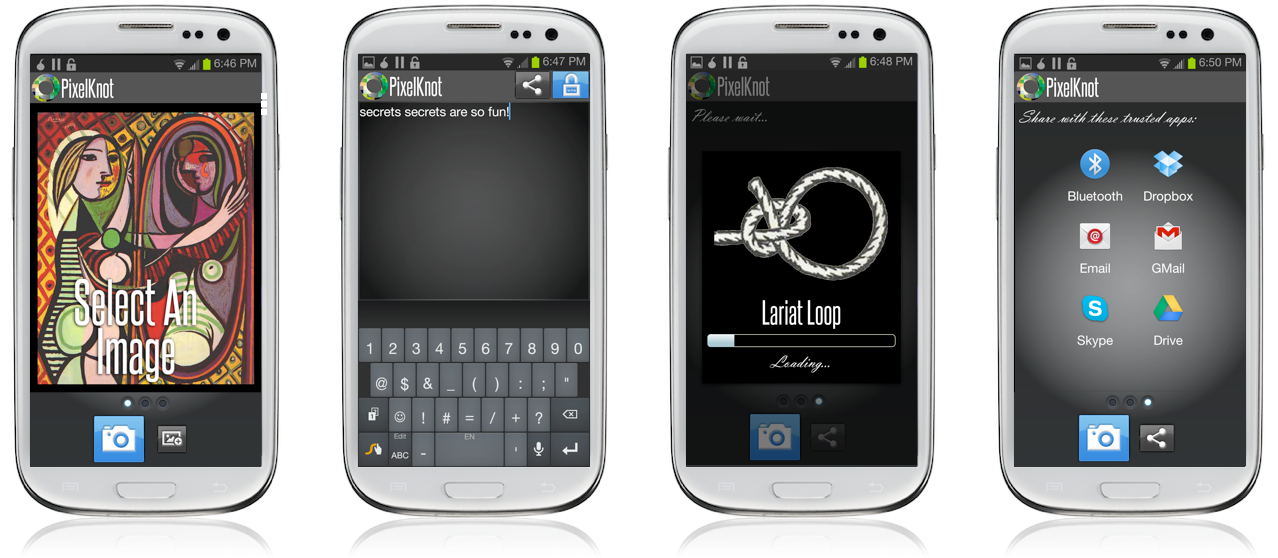 6:46 PM
PixelKnot
Select An
Image
6:47 PM
PixelKnot
secrets secrets are so fun!
1 2 3 4 5 6 7 8 9 0
@ $ & _ ( ) : ; "
! # = / + ?
Edit
ABC - EN '
6:48 PM
PixelKnot
Please wait...
Lariat Loop
Loading...
6:50 PM
PixelKnot
Share with these trusted apps:
Bluetooth Dropbox
Email GMail
Skype Drive